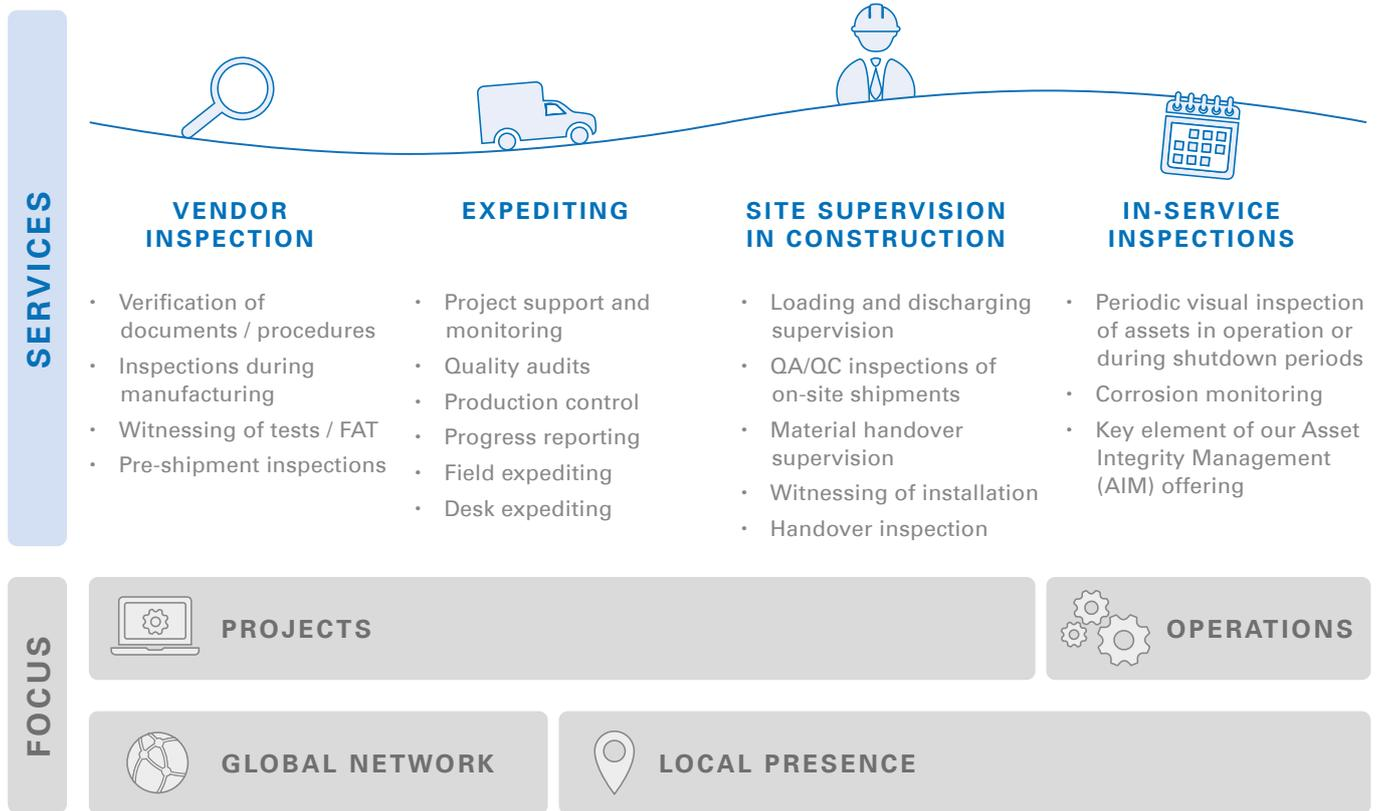 SERVICES
VENDOR
INSPECTION
• Verification of
documents / procedures
• Inspections during
manufacturing
• Witnessing of tests / FAT
• Pre-shipment inspections
EXPEDITING
• Project support and
monitoring
• Quality audits
• Production control
• Progress reporting
• Field expediting
• Desk expediting
SITE SUPERVISION
IN CONSTRUCTION
• Loading and discharging
supervision
• QA/QC inspections of
on-site shipments
• Material handover
supervision
• Witnessing of installation
• Handover inspection
IN-SERVICE
INSPECTIONS
• Periodic visual inspection
of assets in operation or
during shutdown periods
• Corrosion monitoring
• Key element of our Asset
Integrity Management
(AIM) offering
FOCUS
PROJECTS
OPERATIONS
GLOBAL NETWORK
LOCAL PRESENCE